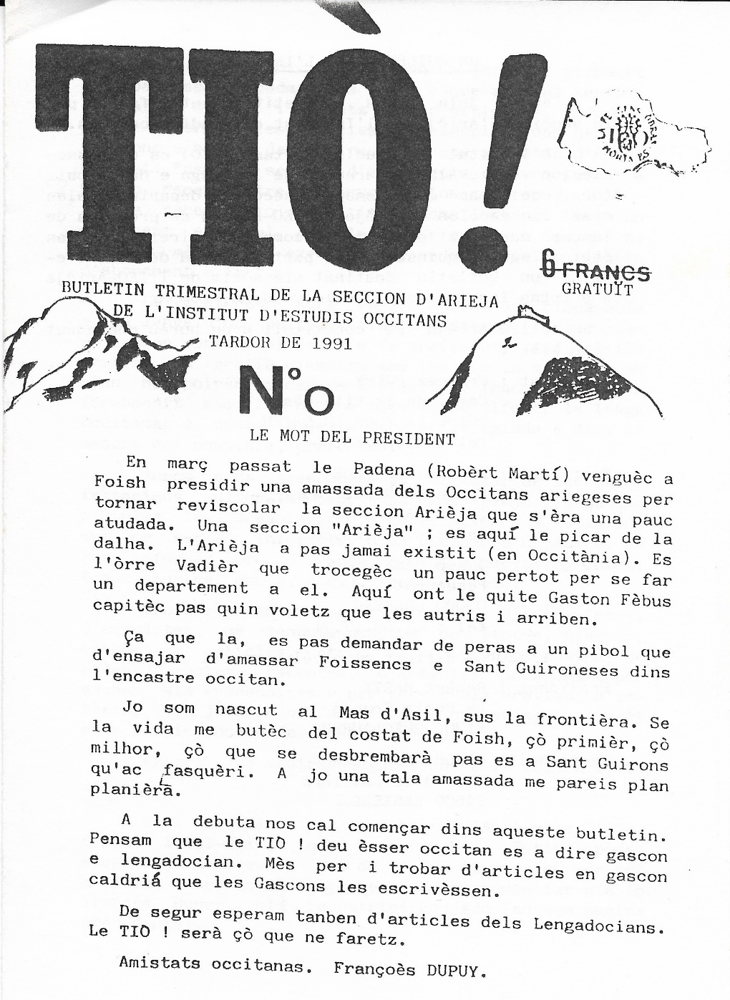 TIÒ!
6 FRANCS
GRATUÏT
BUTLETIN TRIMESTRAL DE LA SECCION D'ARIEJA
DE L'INSTITUT D'ESTUDIS OCCITANS
TARDOR DE 1991
N° O
LE MOT DEL PRESIDENT
En març passat le Padena (Robèrt Martí) venguèc a
Foish presidir una amassada dels Occitans ariegeses per
tornar reviscolar la seccion Arièja que s'èra una pauc
atudada. Una seccion "Arièja" ; es aquí le picar de la
dalha. L'Arièja a pas jamai existit (en Occitània). Es
l'òrre Vadièr que trocegèc un pauc pertot per se far
un departement a el. Aquí ont le quite Gaston Fèbus
capitèc pas quin voletz que les autris i arriben.
Ça que la, es pas demandar de peras a un pibol que
d'ensajar d'amassar Foissencs e Sant Guironeses dins
l'encastre occitan.
Jo som nascut al Mas d'Asil, sus la frontièra. Se
la vida me butèc del costat de Foish, çò primièr, çò
milhor, çò que se desbrembarà pas es a Sant Guirons
qu'ac fasquèri. A jo una tala amassada me pareis plan
planièra.
A la debuta nos cal començar dins aqueste butletin.
Pensam que le TIÒ ! deu èsser occitan es a dire gascon
e lengadocian. Mès per i trobar d'articles en gascon
caldriá que les Gascons les escrivèssen.
De segur esperam tanben d'articles dels Lengadocians.
Le TIÒ ! serà çò que ne faretz.
Amistats occitanas. Françoès DUPUY.